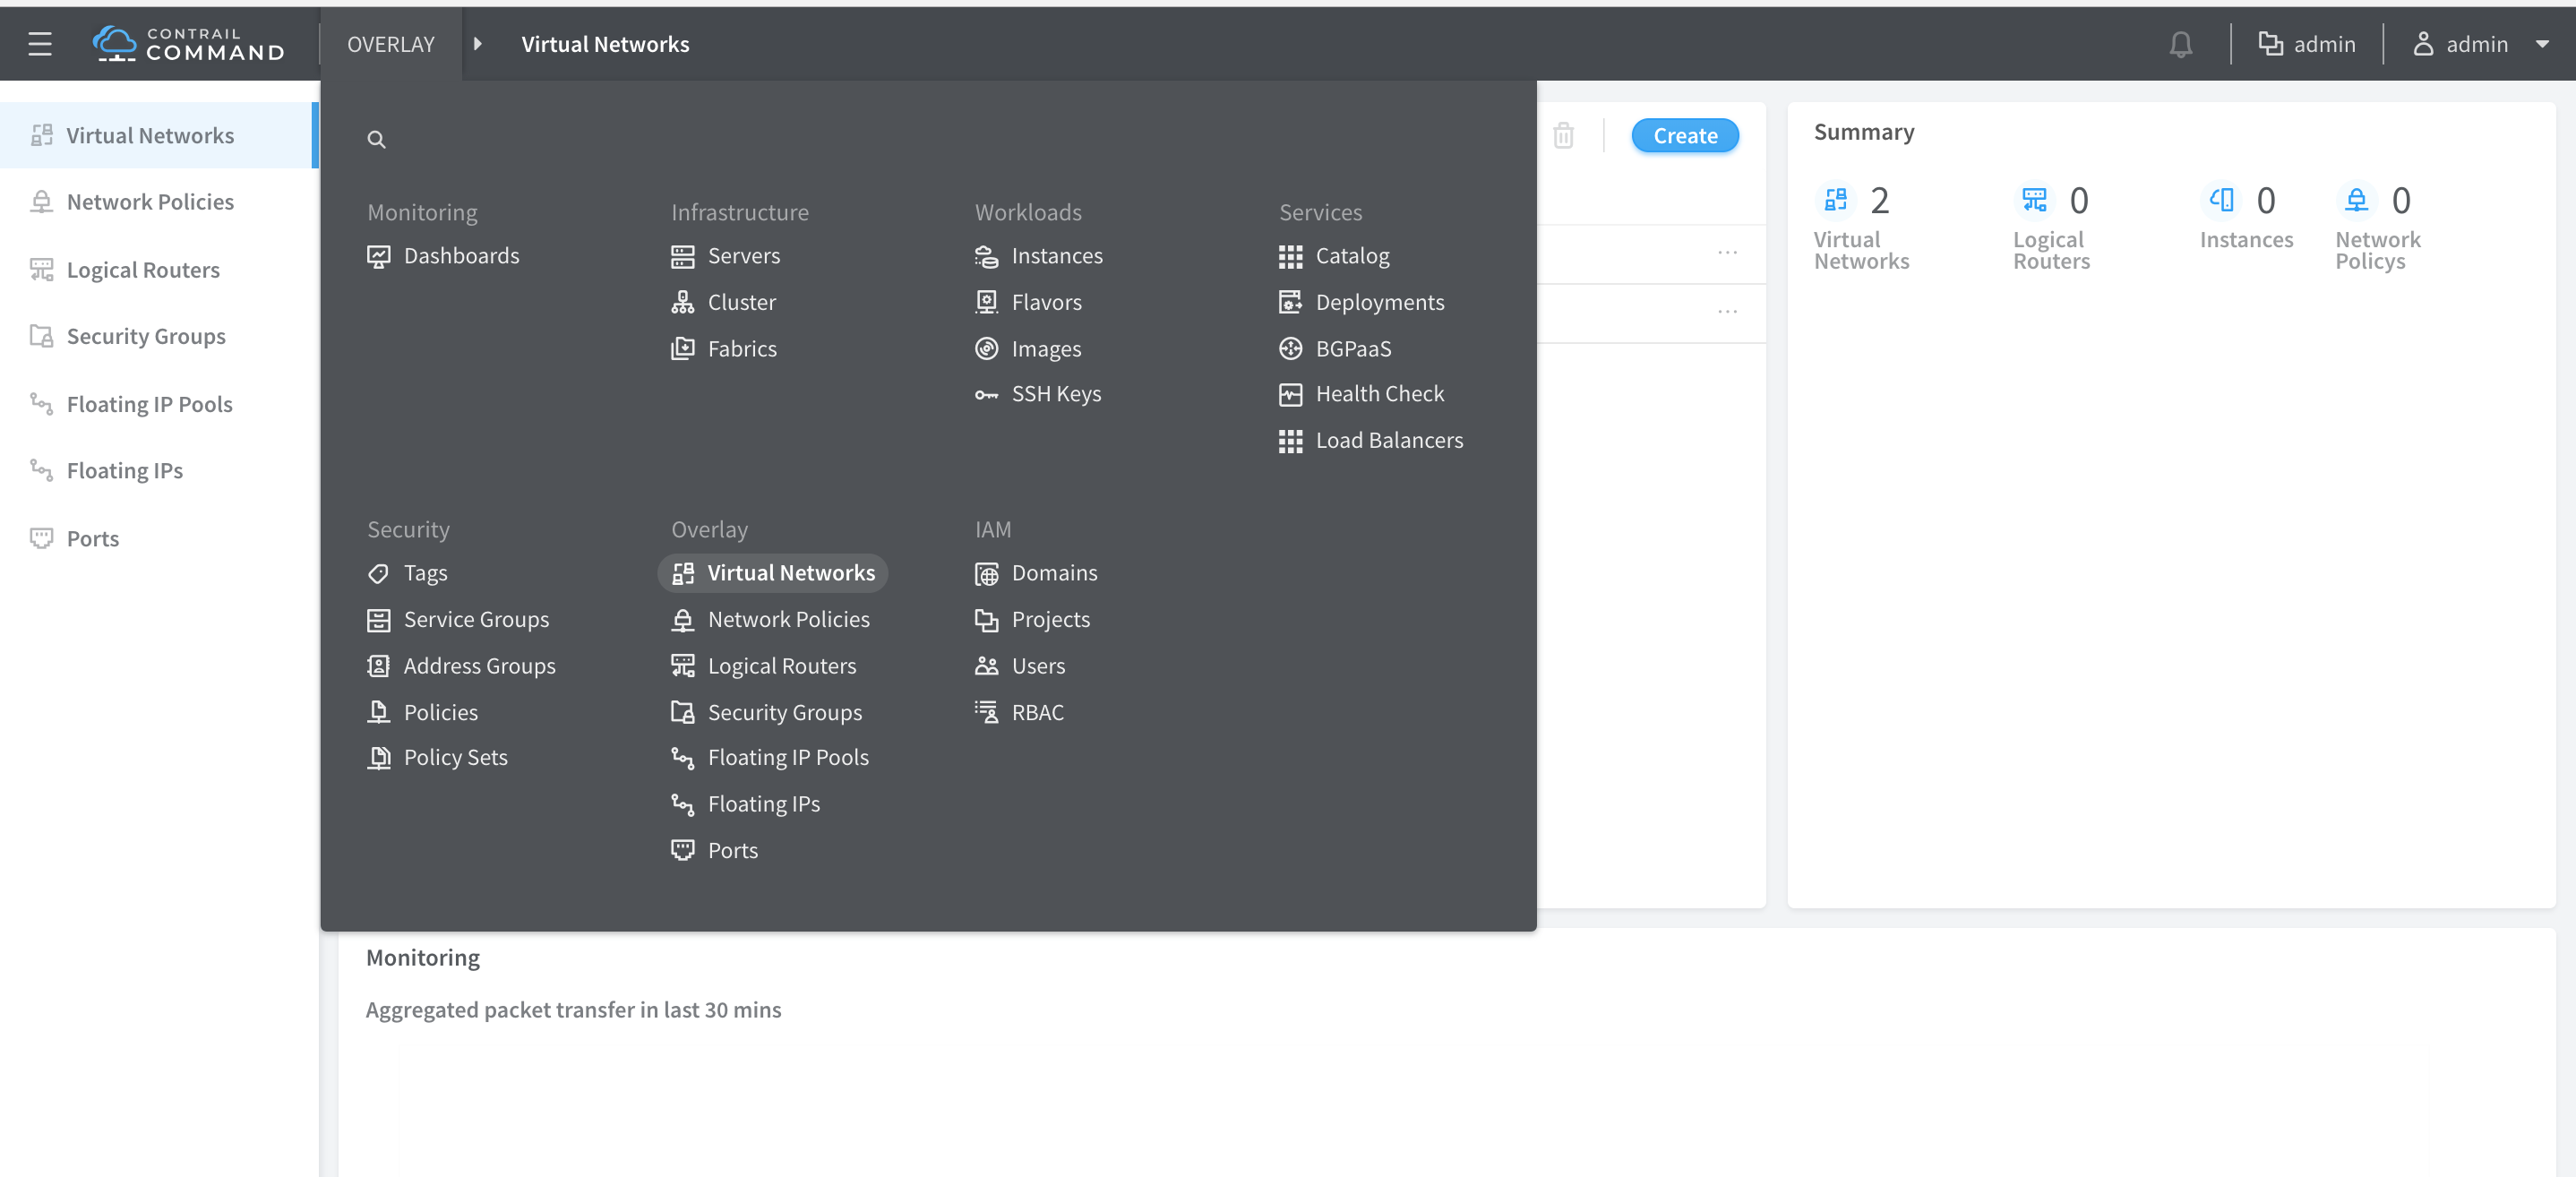 CONTRAIL
COMMAND
OVERLAY
Virtual Networks
admin
admin
Virtual Networks
Network Policies
Logical Routers
Security Groups
Floating IP Pools
Floating IPs
Ports
Monitoring
Dashboards
Infrastructure
Servers
Cluster
Fabrics
Workloads
Instances
Flavors
Images
SSH Keys
Services
Catalog
Deployments
BGPaaS
Health Check
Load Balancers
Security
Tags
Service Groups
Address Groups
Policies
Policy Sets
Overlay
Virtual Networks
Network Policies
Logical Routers
Security Groups
Floating IP Pools
Floating IPs
Ports
IAM
Domains
Projects
Users
RBAC
Create
...
...
Summary
2
Virtual
Networks
0
Logical
Routers
0
Instances
0
Network
Policys
Monitoring
Aggregated packet transfer in last 30 mins